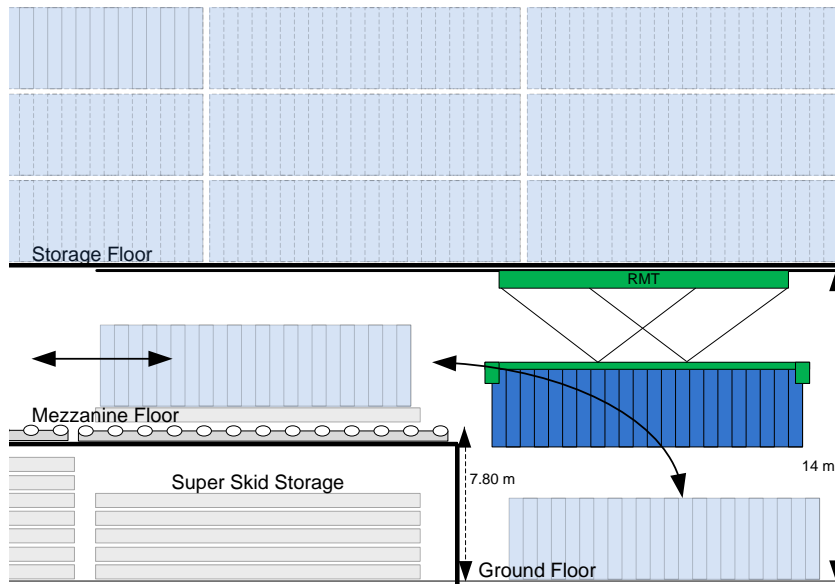 Storage Floor
RMT
Mezzanine Floor
Super Skid Storage
7.80 m
14 m
Ground Floor